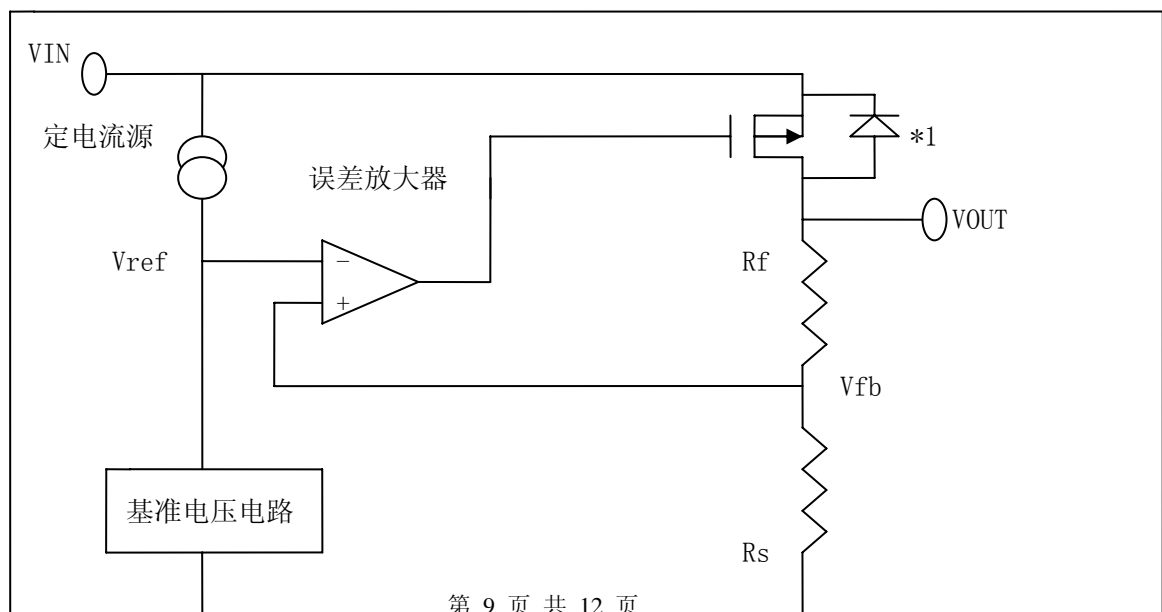 VIN
定电流源
*1
误差放大器
VOUT
Vref
－
Rf
+
Vfb
基准电压电路
Rs
第 9 页 共 12 页